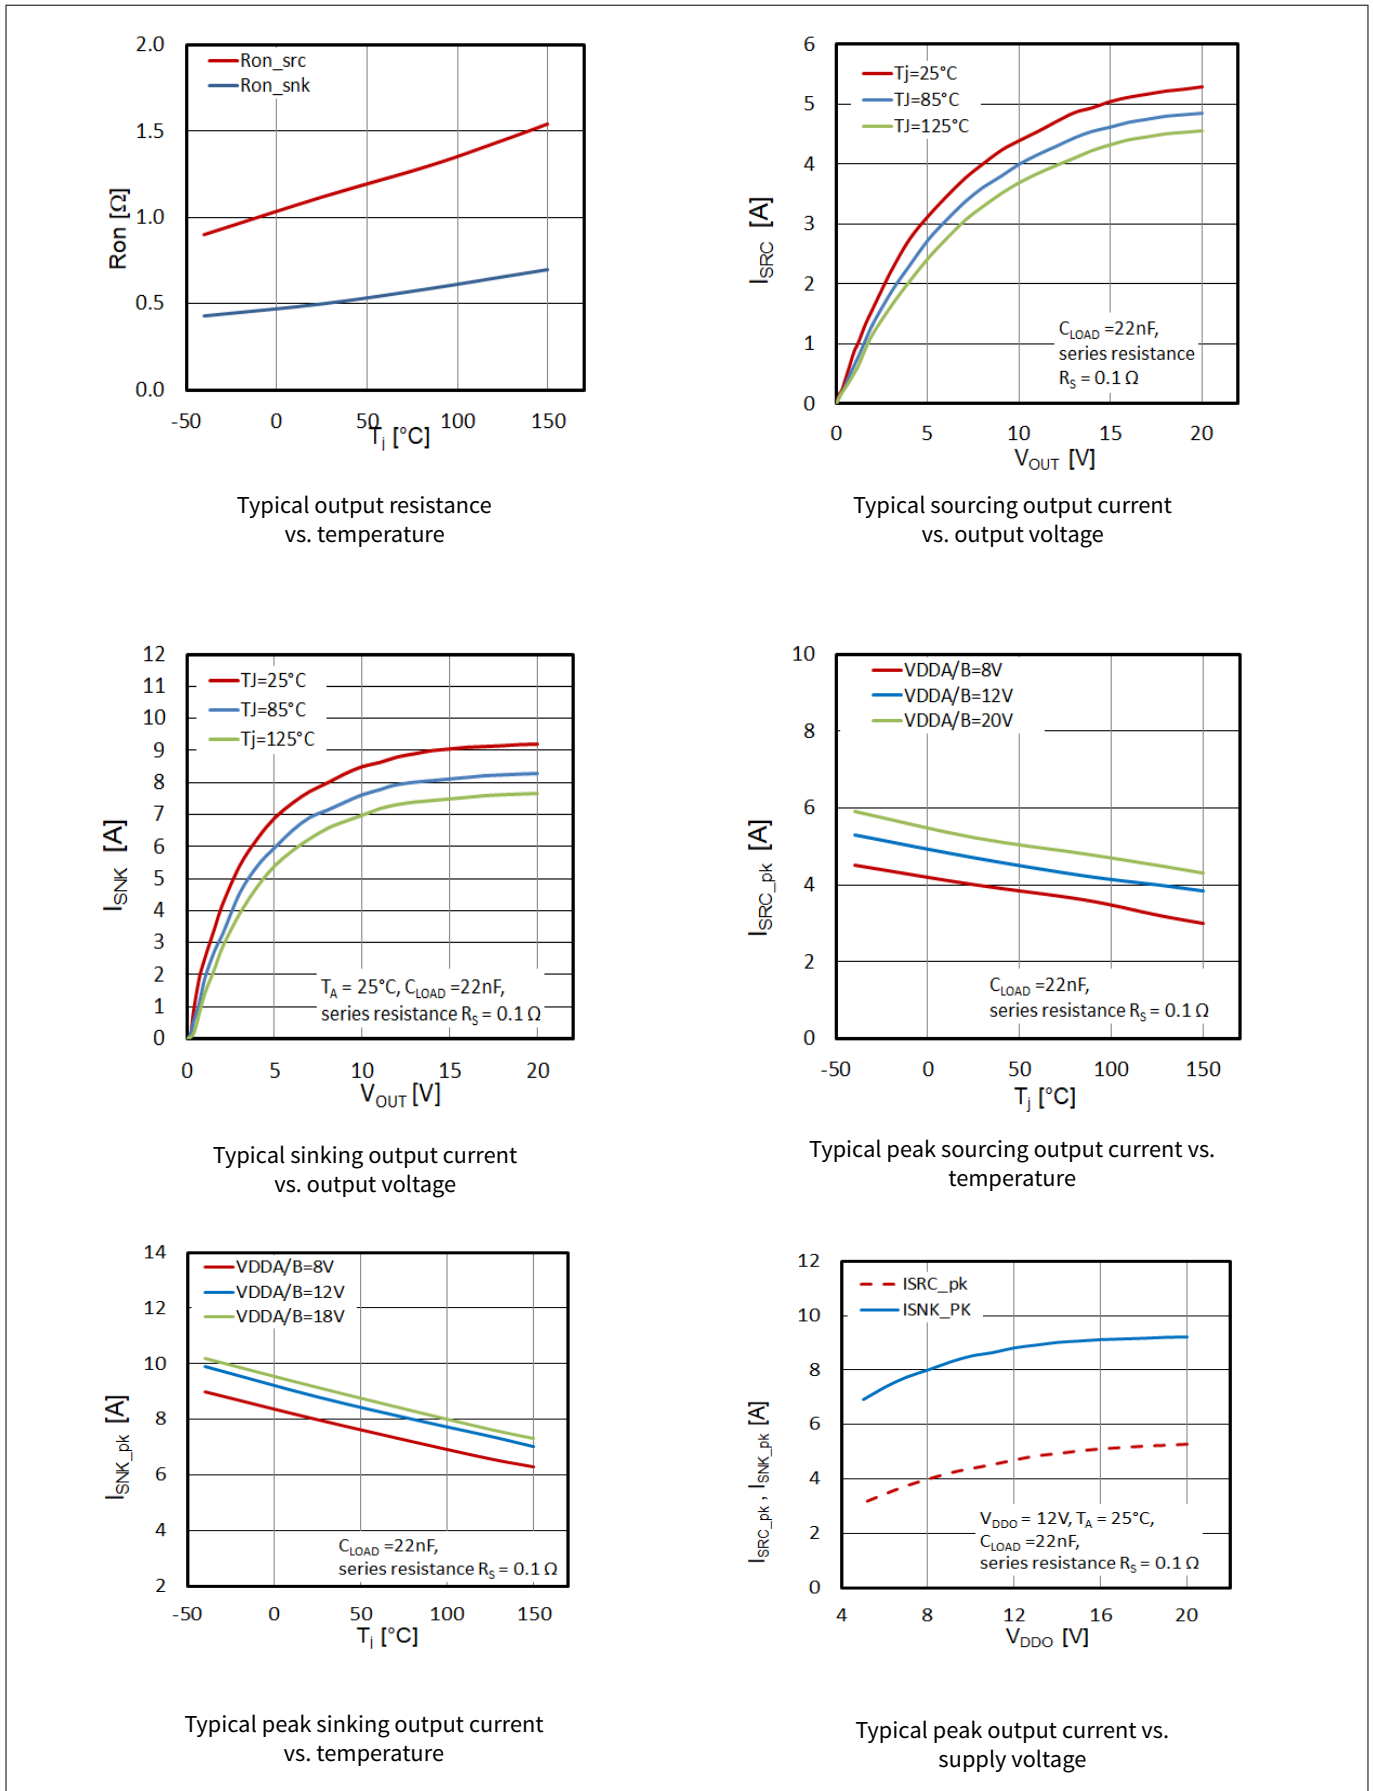 2.0
1.5
1.0
0.5
0.0
Ron [Ω]
Ron_src
Ron_snk
-50 0 50 100 150
Tj [°C]
Typical output resistance
vs. temperature
6
5
4
3
2
1
0
ISRC [A]
Tj=25°C
TJ=85°C
TJ=125°C
CLOAD =22nF,
series resistance
RS = 0.1 Ω
0 5 10 15 20
VOUT [V]
Typical sourcing output current
vs. output voltage
12
11
10
9
8
7
6
5
4
3
2
1
0
ISNK [A]
TJ=25°C
TJ=85°C
Tj=125°C
TA = 25°C, CLOAD =22nF,
series resistance RS = 0.1 Ω
0 5 10 15 20
VOUT [V]
Typical sinking output current
vs. output voltage
10
8
6
4
2
0
ISRC_pk [A]
VDDA/B=8V
VDDA/B=12V
VDDA/B=20V
CLOAD =22nF,
series resistance RS = 0.1 Ω
-50 0 50 100 150
Tj [°C]
Typical peak sourcing output current vs.
temperature
14
12
10
8
6
4
2
ISNK_pk [A]
VDDA/B=8V
VDDA/B=12V
VDDA/B=18V
CLOAD =22nF,
series resistance RS = 0.1 Ω
-50 0 50 100 150
Tj [°C]
Typical peak sinking output current
vs. temperature
12
10
8
6
4
2
0
ISRC_pk , ISNK_pk [A]
ISRC_pk
ISNK_PK
VDDO = 12V, TA = 25°C,
CLOAD =22nF,
series resistance RS = 0.1 Ω
4 8 12 16 20
VDDO [V]
Typical peak output current vs.
supply voltage